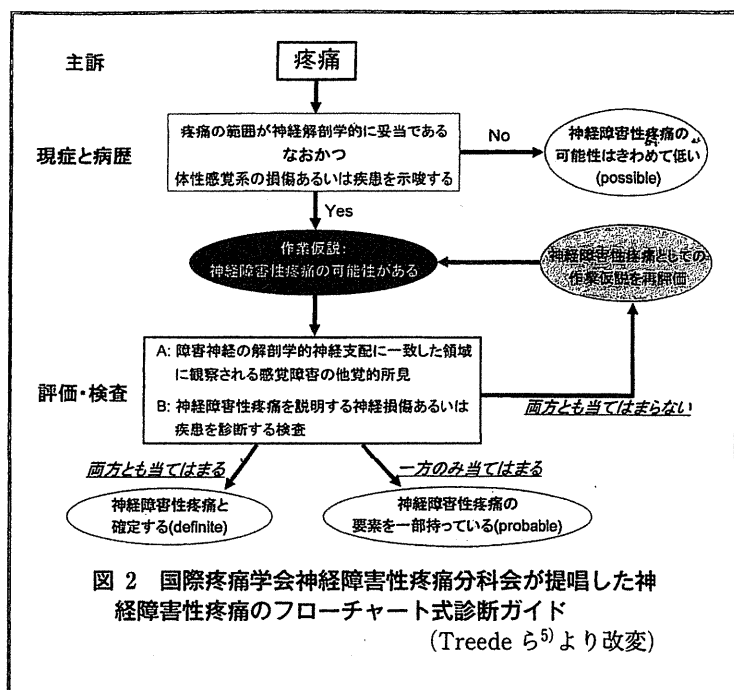 主訴
疼痛
現症と病歴
疼痛の範囲が神経解剖学的に妥当である
なおかつ
体性感覚系の損傷あるいは疾患を示唆する
No
神経障害性疼痛の
可能性はきわめて低い
(possible)
Yes
作業仮説:
神経障害性疼痛の可能性がある
神経障害性疼痛としての
作業仮説を再評価
評価・検査
A: 障害神経の解剖学的神経支配に一致した領域
に観察される感覚障害の他覚的所見
B: 神経障害性疼痛を説明する神経損傷あるいは
疾患を診断する検査
両方とも当てはまらない
両方とも当てはまる
一方のみ当てはまる
神経障害性疼痛と
確定する(definite)
神経障害性疼痛の
要素を一部持っている(probable)
図 2 国際疼痛学会神経障害性疼痛分科会が提唱した神
経障害性疼痛のフローチャート式診断ガイド
(Treede ら5)より改変)